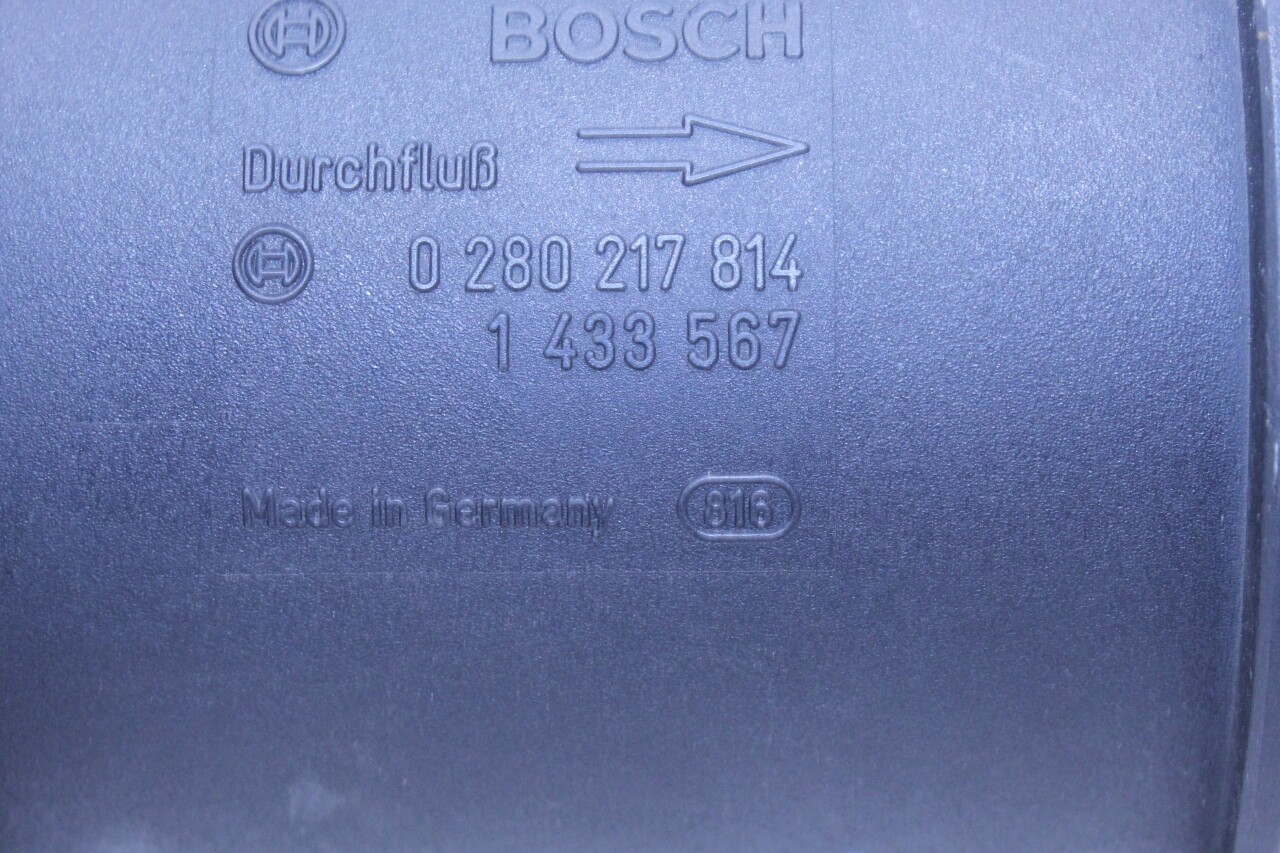 BOSCH
Durchfluß
0 280 217 814
1 433 567
Made in Germany 816